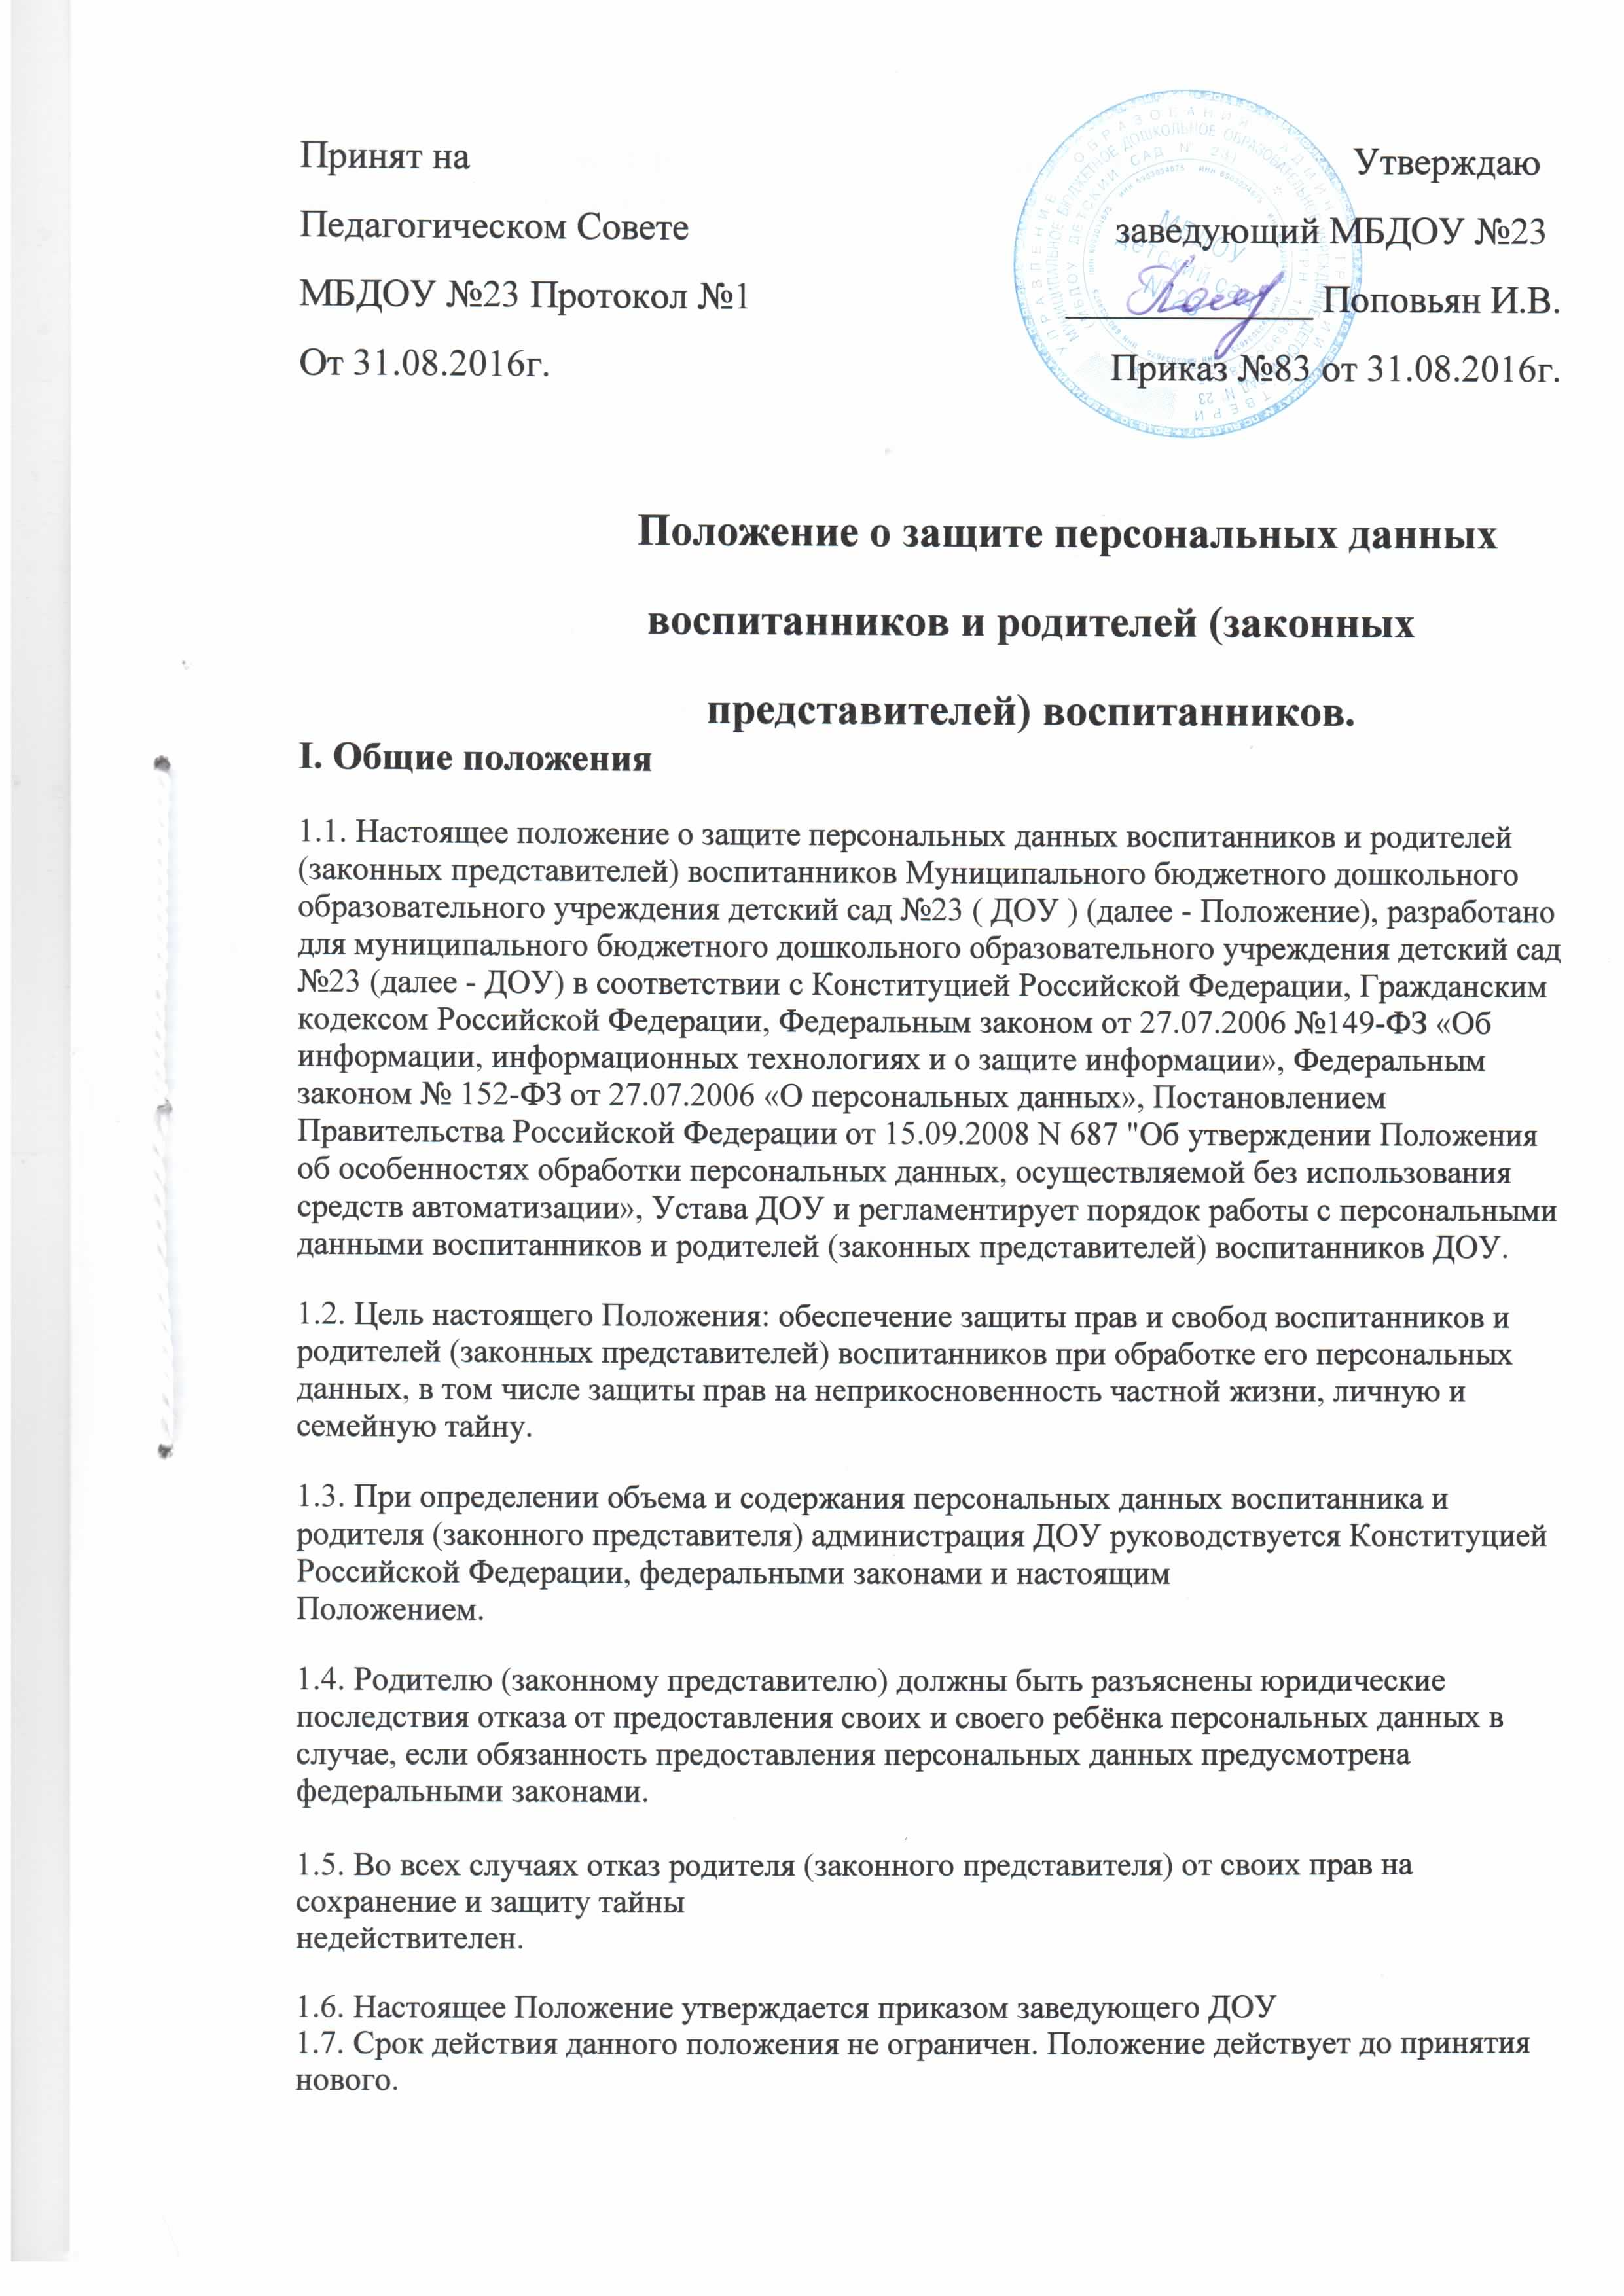 Принят на
Педагогическом Совете
МБДОУ №23 Протокол №1
От 31.08.2016г.
Утверждаю
заведующий МБДОУ №23
Поповьян И.В.
Приказ №83 от 31.08.2016г.
МБДОУ
ДЕТСКИЙ САД
№ 23
Положение о защите персональных данных
воспитанников и родителей (законных
представителей) воспитанников.
I. Общие положения
1.1. Настоящее положение о защите персональных данных воспитанников и родителей
(законных представителей) воспитанников Муниципального бюджетного дошкольного
образовательного учреждения детский сад №23 ( ДОУ ) (далее - Положение), разработано
для муниципального бюджетного дошкольного образовательного учреждения детский сад
№23 (далее - ДОУ) в соответствии с Конституцией Российской Федерации, Гражданским
кодексом Российской Федерации, Федеральным законом от 27.07.2006 №149-ФЗ «Об
информации, информационных технологиях и о защите информации», Федеральным
законом № 152-ФЗ от 27.07.2006 «О персональных данных», Постановлением
Правительства Российской Федерации от 15.09.2008 N 687 "Об утверждении Положения
об особенностях обработки персональных данных, осуществляемой без использования
средств автоматизации», Устава ДОУ и регламентирует порядок работы с персональными
данными воспитанников и родителей (законных представителей) воспитанников ДОУ.
1.2. Цель настоящего Положения: обеспечение защиты прав и свобод воспитанников и
родителей (законных представителей) воспитанников при обработке его персональных
данных, в том числе защиты прав на неприкосновенность частной жизни, личную и
семейную тайну.
1.3. При определении объема и содержания персональных данных воспитанника и
родителя (законного представителя) администрация ДОУ руководствуется Конституцией
Российской Федерации, федеральными законами и настоящим
Положением.
1.4. Родителю (законному представителю) должны быть разъяснены юридические
последствия отказа от предоставления своих и своего ребёнка персональных данных в
случае, если обязанность предоставления персональных данных предусмотрена
федеральными законами.
1.5. Во всех случаях отказ родителя (законного представителя) от своих прав на
сохранение и защиту тайны
недействителен.
1.6. Настоящее Положение утверждается приказом заведующего ДОУ
1.7. Срок действия данного положения не ограничен. Положение действует до принятия
нового.